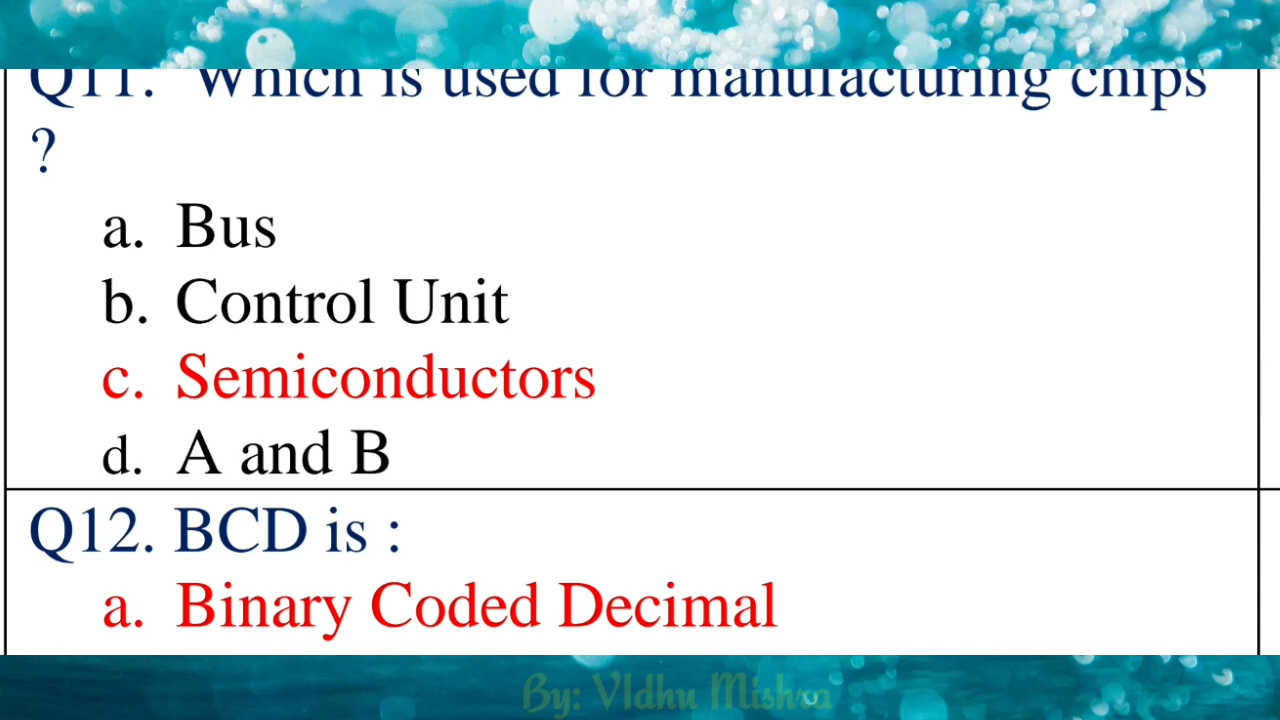 Q11. Which is used for manufacturing chips
?
a. Bus
b. Control Unit
c. Semiconductors
d. A and B
Q12. BCD is :
a. Binary Coded Decimal
By: VIdhu Mishra